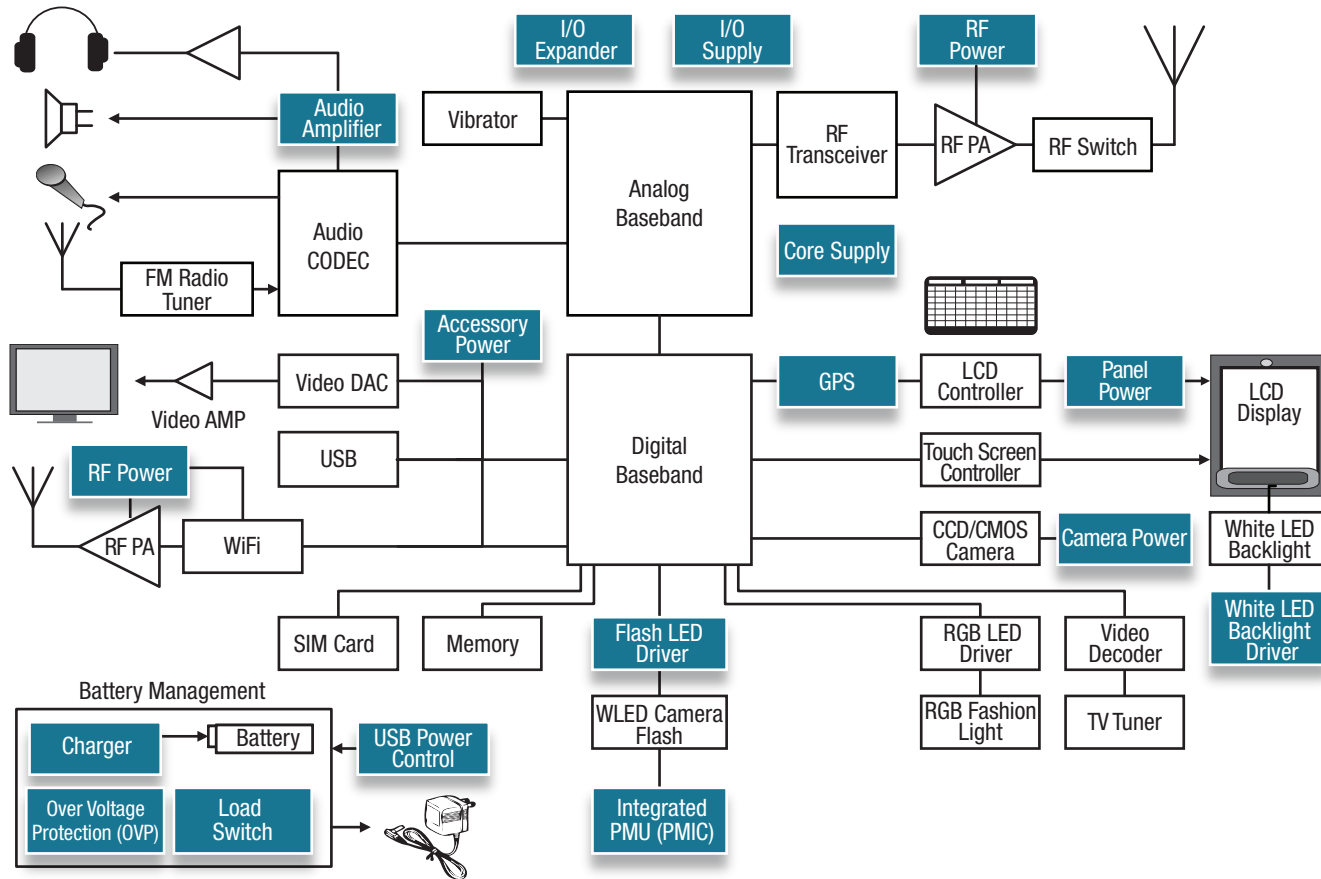 I/O
Expander
I/O
Supply
RF
Power
Audio
Amplifier
Vibrator
Analog
Baseband
RF
Transceiver
RF PA
RF Switch
Audio
CODEC
Core Supply
FM Radio
Tuner
Accessory
Power
Video DAC
Video AMP
GPS
LCD
Controller
Panel
Power
LCD
Display
USB
Digital
Baseband
Touch Screen
Controller
RF Power
RF PA
WiFi
CCD/CMOS
Camera
Camera Power
White LED
Backlight
SIM Card
Memory
Flash LED
Driver
RGB LED
Driver
Video
Decoder
White LED
Backlight
Driver
Battery Management
WLED Camera
Flash
RGB Fashion
Light
TV Tuner
Charger
Battery
USB Power
Control
Over Voltage
Protection (OVP)
Load
Switch
Integrated
PMU (PMIC)